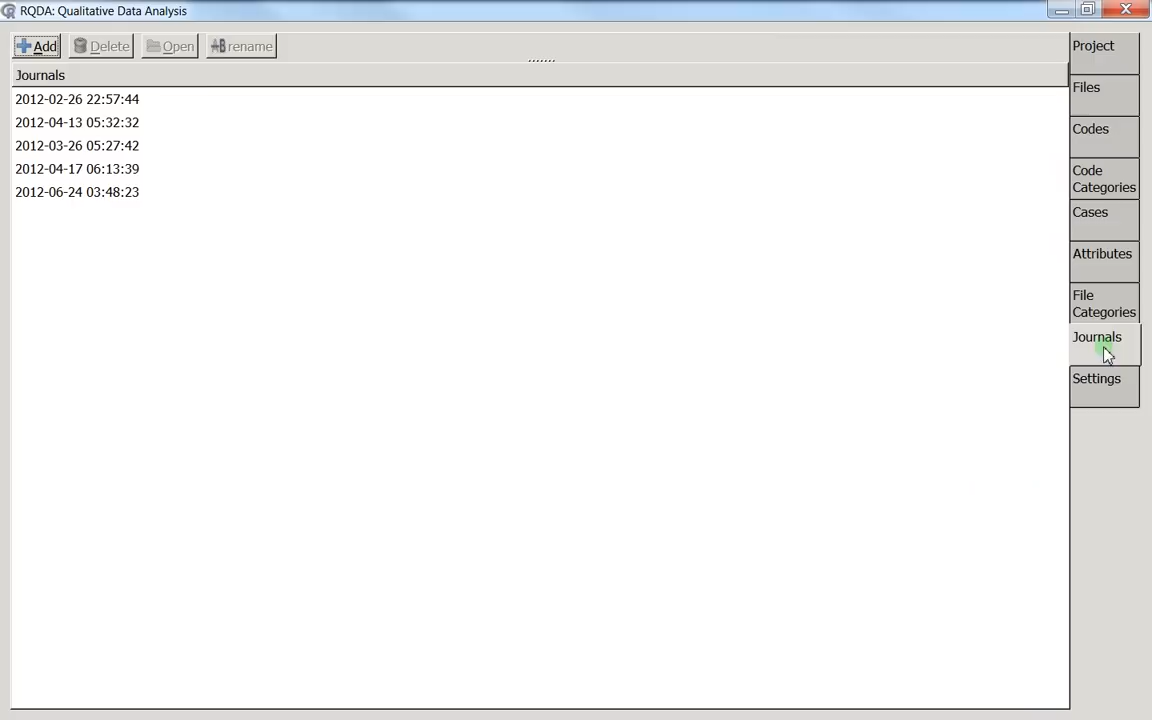 RQDA: Qualitative Data Analysis
Add Delete Open rename
Journals
2012-02-26 22:57:44
2012-04-13 05:32:32
2012-03-26 05:27:42
2012-04-17 06:13:39
2012-06-24 03:48:23
Project
Files
Codes
Code
Categories
Cases
Attributes
File
Categories
Journals
Settings